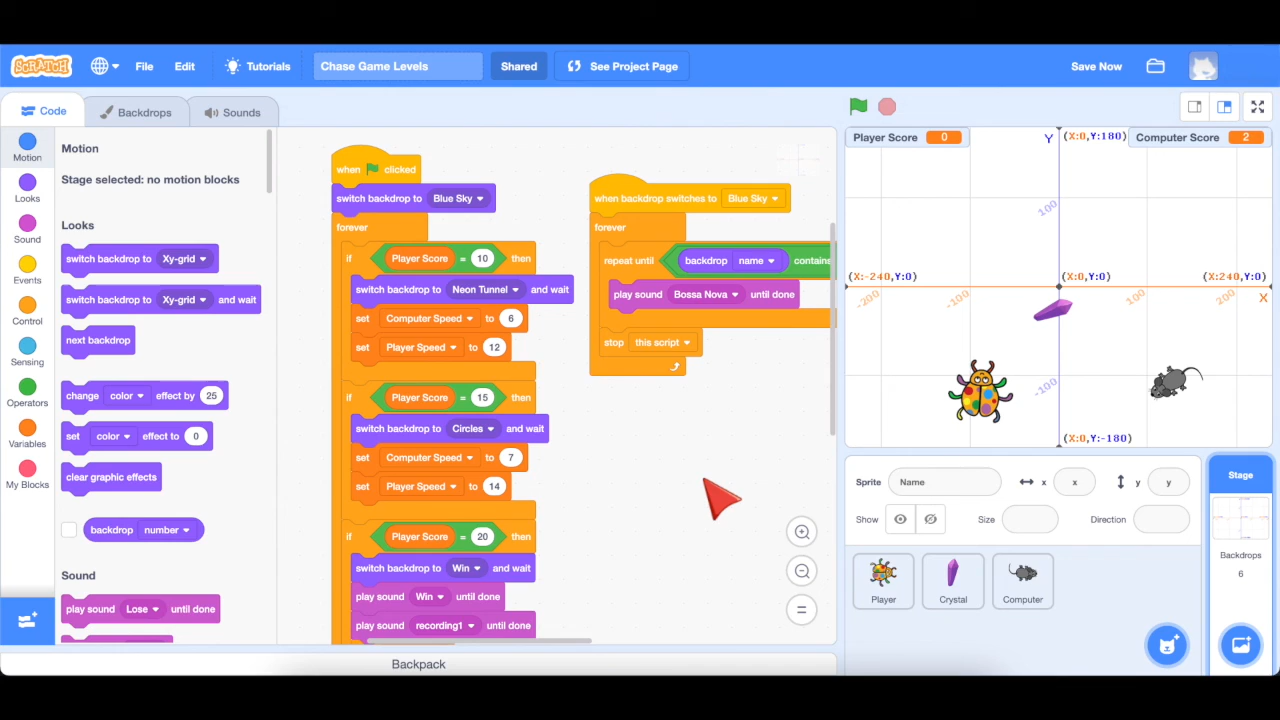 SCRATCH File Edit Tutorials Chase Game Levels Shared See Project Page Save Now
Code Backdrops Sounds
Motion
Looks
Sound
Events
Control
Sensing
Operators
Variables
My Blocks
Motion
Stage selected: no motion blocks
Looks
switch backdrop to Xy-grid
switch backdrop to Xy-grid and wait
next backdrop
change color effect by 25
set color effect to 0
clear graphic effects
backdrop number
Sound
play sound Lose until done
when clicked
switch backdrop to Blue Sky
forever
if Player Score = 10 then
switch backdrop to Neon Tunnel and wait
set Computer Speed to 6
set Player Speed to 12
if Player Score = 15 then
switch backdrop to Circles and wait
set Computer Speed to 7
set Player Speed to 14
if Player Score = 20 then
switch backdrop to Win and wait
play sound Win until done
play sound recording1 until done
when backdrop switches to Blue Sky
forever
repeat until backdrop name contains
play sound Bossa Nova until done
stop this script
Backpack
Player Score 0 Y (X:0,Y:180) Computer Score 2
100
(X:-240,Y:0) (X:0,Y:0) (X:240,Y:0)
-200 -100 100 200 X
-100
(X:0,Y:-180)
Sprite Name x x y y
Show Size Direction
Player Crystal Computer
Stage
Backdrops
6